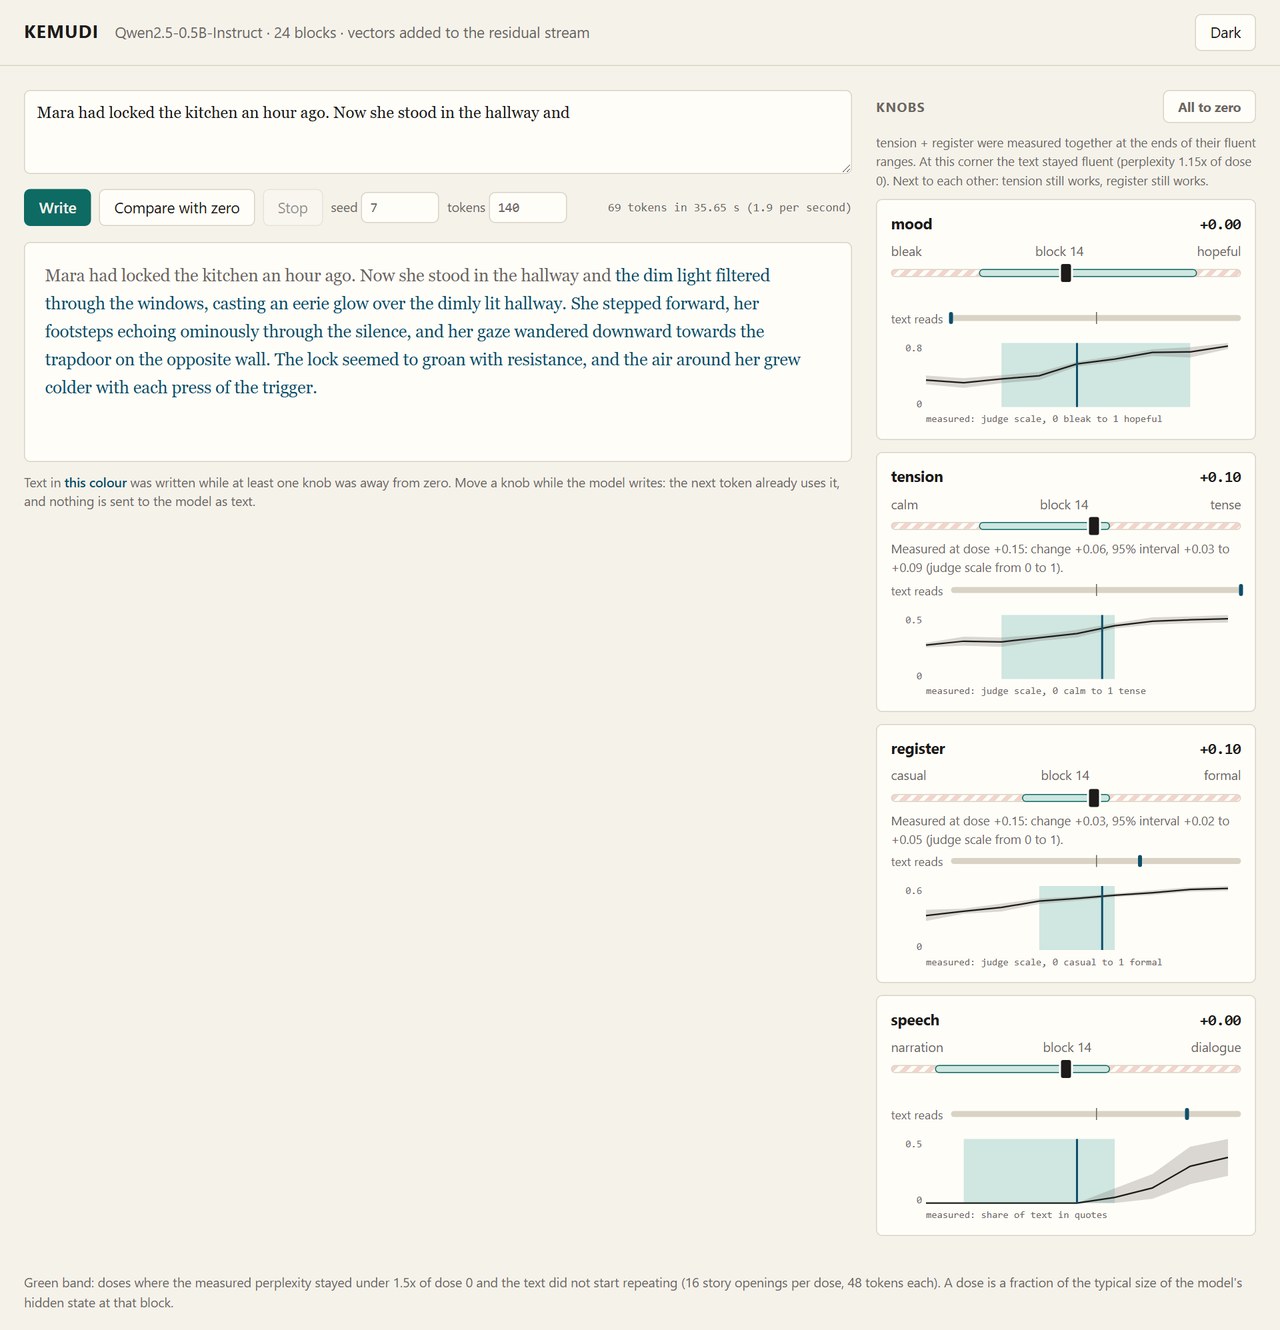 KEMUDI Qwen2.5-0.5B-Instruct · 24 blocks · vectors added to the residual stream Dark
Mara had locked the kitchen an hour ago. Now she stood in the hallway and
Write Compare with zero Stop seed 7 tokens 140 69 tokens in 35.65 s (1.9 per second)
Mara had locked the kitchen an hour ago. Now she stood in the hallway and the dim light filtered
through the windows, casting an eerie glow over the dimly lit hallway. She stepped forward, her
footsteps echoing ominously through the silence, and her gaze wandered downward towards the
trapdoor on the opposite wall. The lock seemed to groan with resistance, and the air around her grew
colder with each press of the trigger.
Text in this colour was written while at least one knob was away from zero. Move a knob while the model writes: the next token already uses it,
and nothing is sent to the model as text.
KNOBS All to zero
tension + register were measured together at the ends of their fluent
ranges. At this corner the text stayed fluent (perplexity 1.15x of dose
0). Next to each other: tension still works, register still works.
mood +0.00
bleak block 14 hopeful
text reads
0.8
0
measured: judge scale, 0 bleak to 1 hopeful
tension +0.10
calm block 14 tense
Measured at dose +0.15: change +0.06, 95% interval +0.03 to
+0.09 (judge scale from 0 to 1).
text reads
0.5
0
measured: judge scale, 0 calm to 1 tense
register +0.10
casual block 14 formal
Measured at dose +0.15: change +0.03, 95% interval +0.02 to
+0.05 (judge scale from 0 to 1).
text reads
0.6
0
measured: judge scale, 0 casual to 1 formal
speech +0.00
narration block 14 dialogue
text reads
0.5
0
measured: share of text in quotes
Green band: doses where the measured perplexity stayed under 1.5x of dose 0 and the text did not start repeating (16 story openings per dose, 48 tokens each). A dose is a fraction of the typical size of the model's
hidden state at that block.